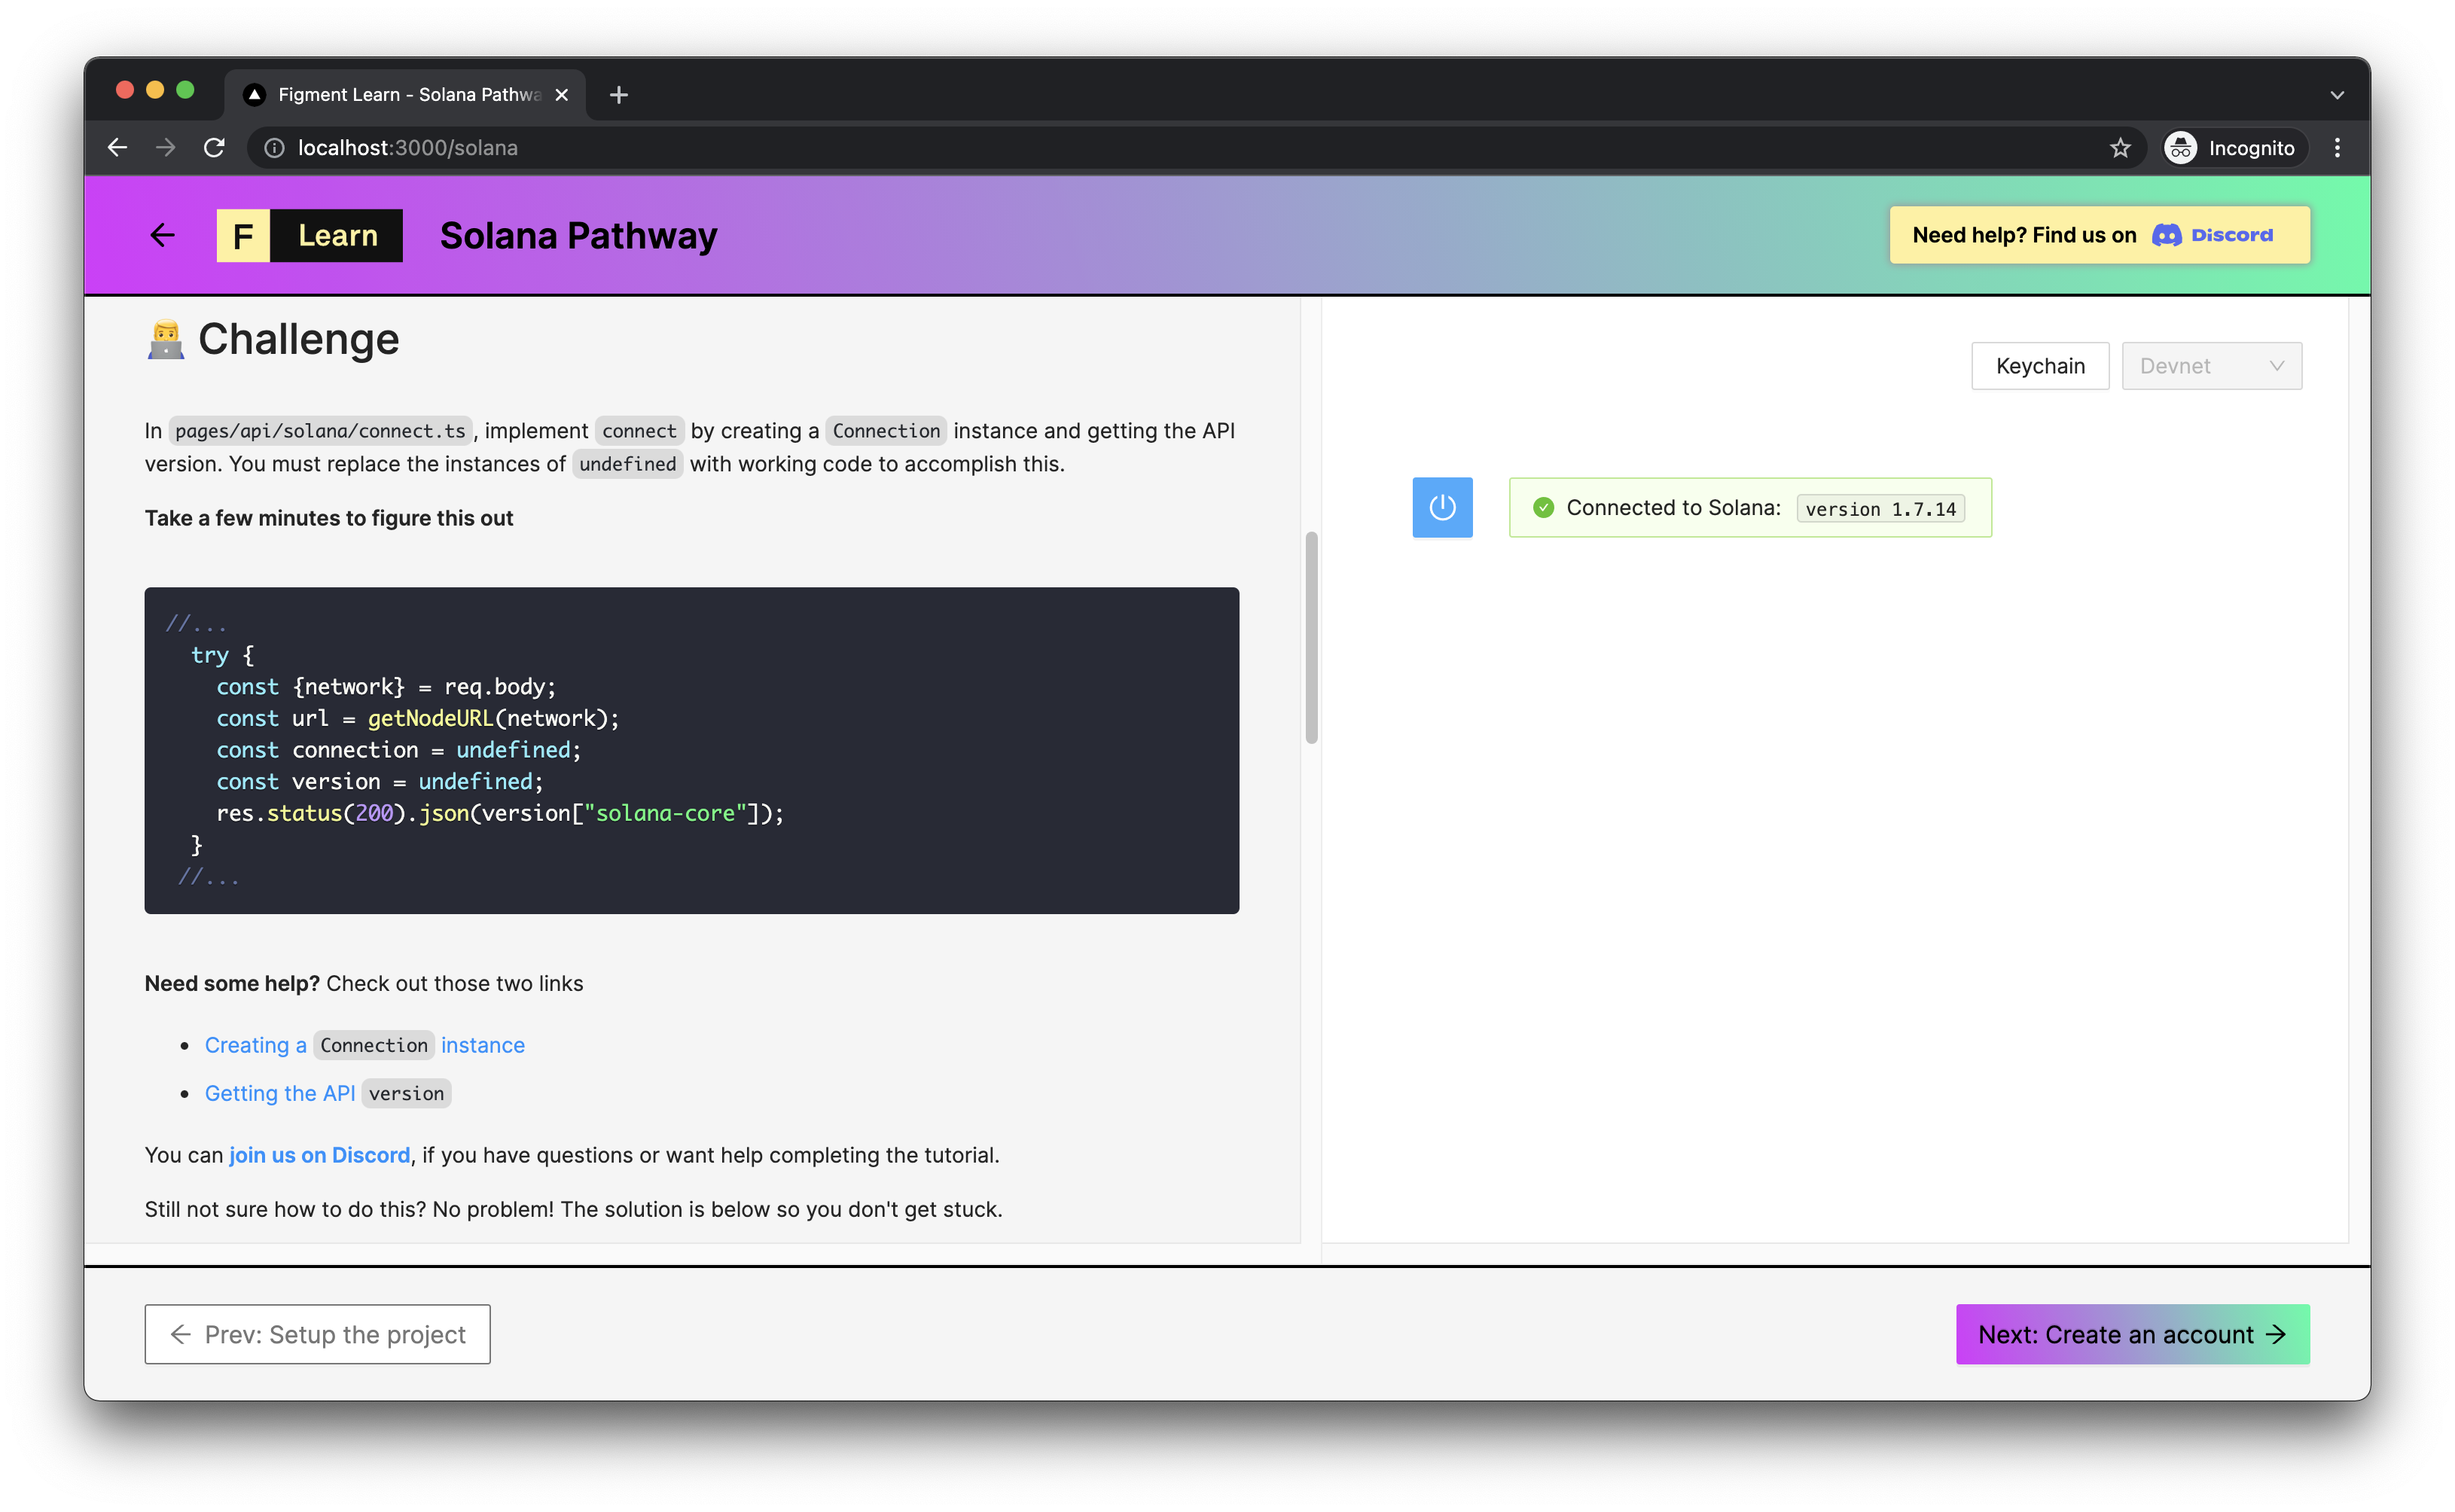 Figment Learn - Solana Pathwa
localhost:3000/solana
Incognito
F Learn
Solana Pathway
Need help? Find us on Discord
Challenge
In pages/api/solana/connect.ts, implement connect by creating a Connection instance and getting the API
version. You must replace the instances of undefined with working code to accomplish this.
Take a few minutes to figure this out
//...
try {
const {network} = req.body;
const url = getNodeURL(network);
const connection = undefined;
const version = undefined;
res.status(200).json(version["solana-core"]);
}
//...
Need some help? Check out those two links
Creating a Connection instance
Getting the API version
You can join us on Discord, if you have questions or want help completing the tutorial.
Still not sure how to do this? No problem! The solution is below so you don't get stuck.
Keychain
Devnet
Connected to Solana: version 1.7.14
Prev: Setup the project
Next: Create an account